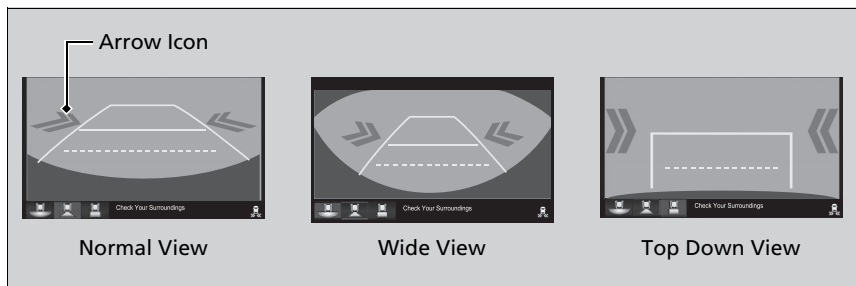 Arrow Icon
Check Your Surroundings
Check Your Surroundings
Check Your Surroundings
Normal View
Wide View
Top Down View